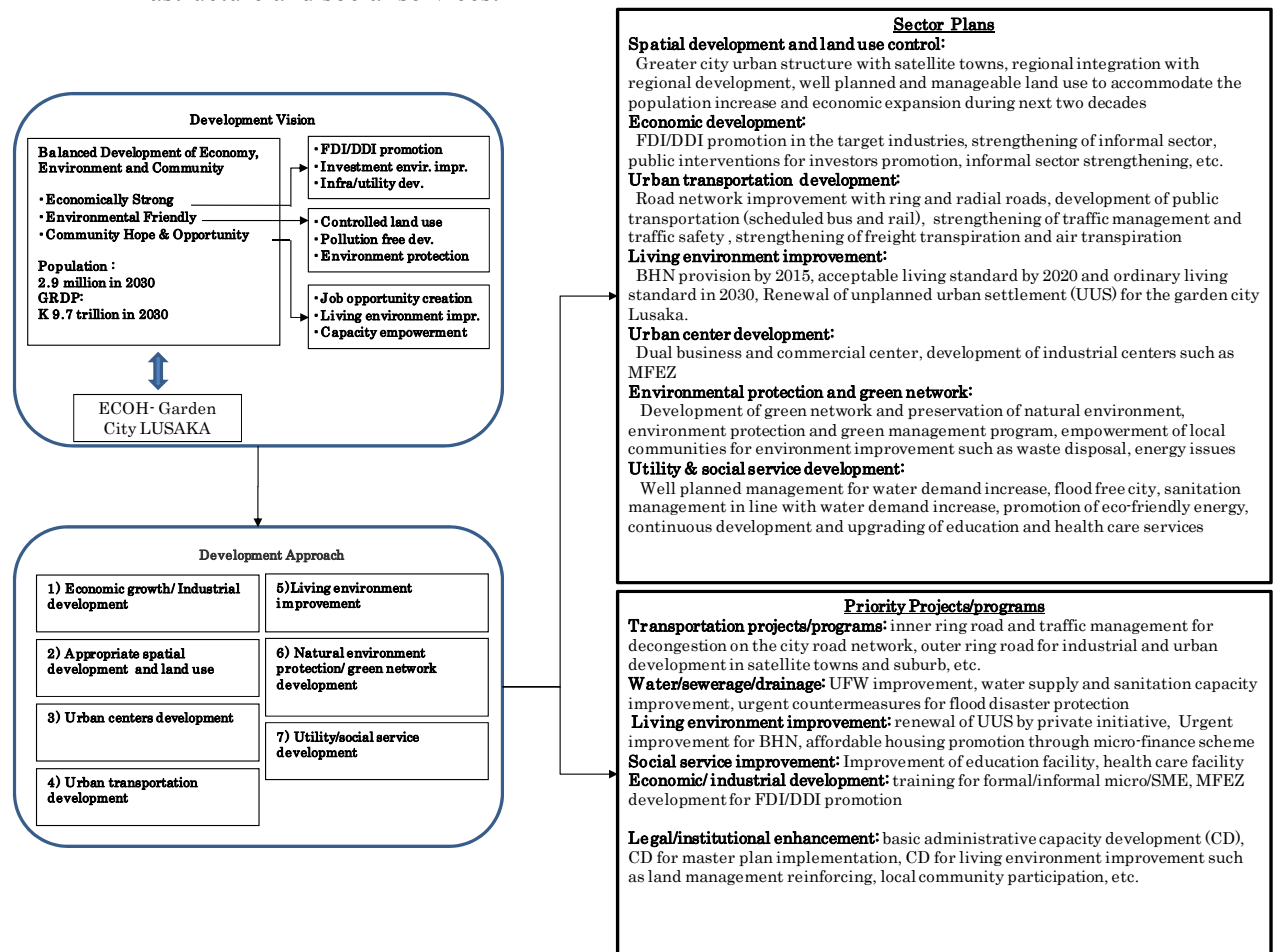 Development Vision
Balanced Development of Economy,
Environment and Community
・Economically Strong
・Environmental Friendly
・Community Hope & Opportunity
Population :
2.9 million in 2030
GRDP:
K 9.7 trillion in 2030
・FDI/DDI promotion
・Investment envir. impr.
・Infra/utility dev.
・Controlled land use
・Pollution free dev.
・Environment protection
・Job opportunity creation
・Living environment impr.
・Capacity empowerment
ECOH- Garden
City LUSAKA
Development Approach
1) Economic growth/ Industrial
development
2) Appropriate spatial
development and land use
3) Urban centers development
4) Urban transportation
development
5)Living environment
improvement
6) Natural environment
protection/ green network
development
7) Utility/social service
development
Sector Plans
Spatial development and land use control:
Greater city urban structure with satellite towns, regional integration with
regional development, well planned and manageable land use to accommodate the
population increase and economic expansion during next two decades
Economic development:
FDI/DDI promotion in the target industries, strengthening of informal sector,
public interventions for investors promotion, informal sector strengthening, etc.
Urban transportation development:
Road network improvement with ring and radial roads, development of public
transportation (scheduled bus and rail), strengthening of traffic management and
traffic safety , strengthening of freight transpiration and air transpiration
Living environment improvement:
BHN provision by 2015, acceptable living standard by 2020 and ordinary living
standard in 2030, Renewal of unplanned urban settlement (UUS) for the garden city
Lusaka.
Urban center development:
Dual business and commercial center, development of industrial centers such as
MFEZ
Environmental protection and green network:
Development of green network and preservation of natural environment,
environment protection and green management program, empowerment of local
communities for environment improvement such as waste disposal, energy issues
Utility & social service development:
Well planned management for water demand increase, flood free city, sanitation
management in line with water demand increase, promotion of eco-friendly energy,
continuous development and upgrading of education and health care services
Priority Projects/programs
Transportation projects/programs: inner ring road and traffic management for
decongestion on the city road network, outer ring road for industrial and urban
development in satellite towns and suburb, etc.
Water/sewerage/drainage: UFW improvement, water supply and sanitation capacity
improvement, urgent countermeasures for flood disaster protection
Living environment improvement: renewal of UUS by private initiative, Urgent
improvement for BHN, affordable housing promotion through micro-finance scheme
Social service improvement: Improvement of education facility, health care facility
Economic/ industrial development: training for formal/informal micro/SME, MFEZ
development for FDI/DDI promotion
Legal/institutional enhancement: basic administrative capacity development (CD),
CD for master plan implementation, CD for living environment improvement such
as land management reinforcing, local community participation, etc.